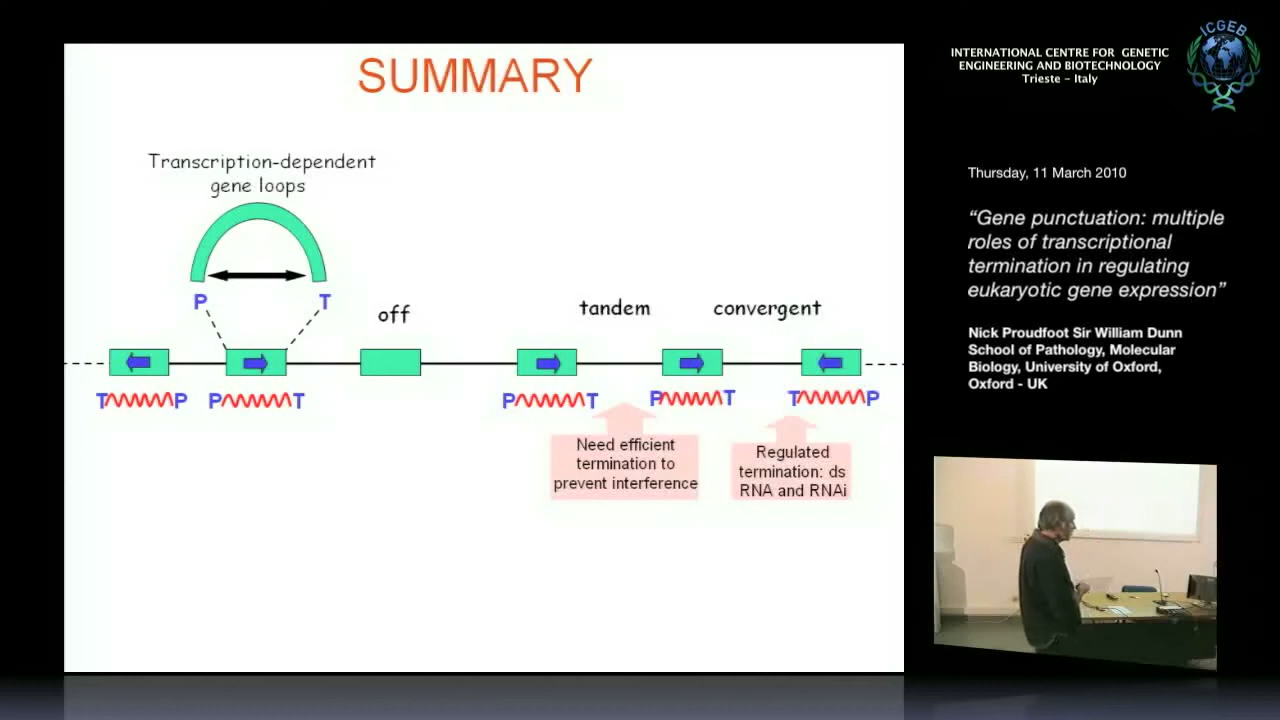 SUMMARY
Transcription-dependent
gene loops
P
T
off
tandem
convergent
T
P
P
T
P
T
P
T
T
P
Need efficient
termination to
prevent interference
Regulated
termination: ds
RNA and RNAi
ICGEB
INTERNATIONAL CENTRE FOR GENETIC
ENGINEERING AND BIOTECHNOLOGY
Trieste - Italy
Thursday, 11 March 2010
“Gene punctuation: multiple
roles of transcriptional
termination in regulating
eukaryotic gene expression”
Nick Proudfoot Sir William Dunn
School of Pathology, Molecular
Biology, University of Oxford,
Oxford - UK